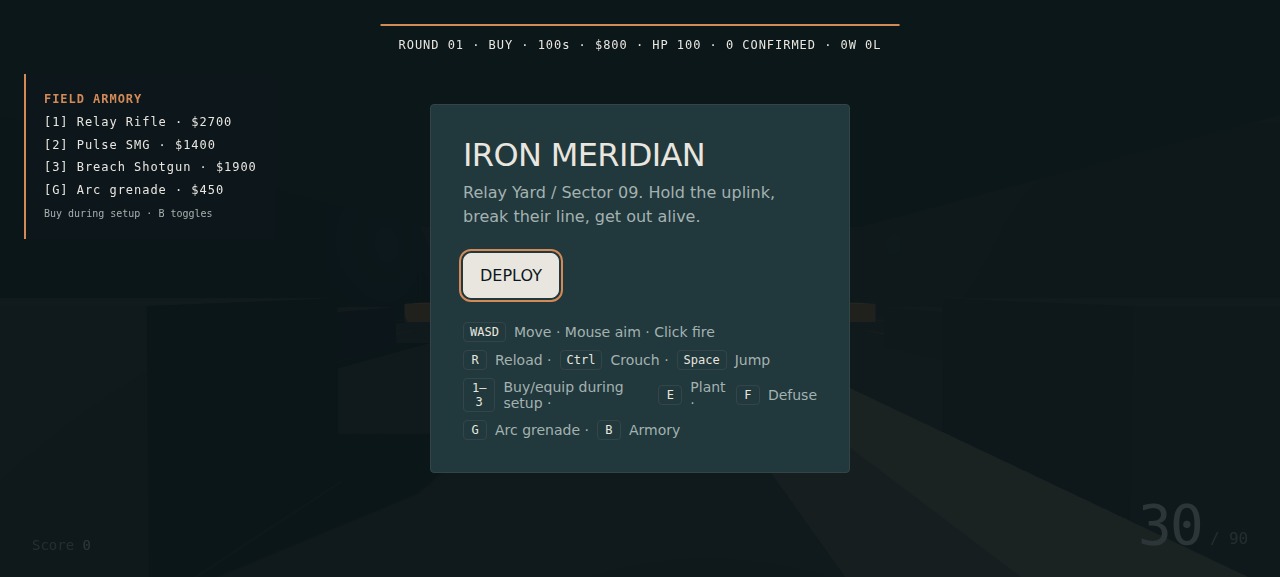 ROUND 01 · BUY · 100s · $800 · HP 100 · 0 CONFIRMED · 0W 0L
FIELD ARMORY
[1] Relay Rifle · $2700
[2] Pulse SMG · $1400
[3] Breach Shotgun · $1900
[G] Arc grenade · $450
Buy during setup · B toggles
IRON MERIDIAN
Relay Yard / Sector 09. Hold the uplink,
break their line, get out alive.
DEPLOY
WASD Move · Mouse aim · Click fire
R Reload · Ctrl Crouch · Space Jump
1–3 Buy/equip during setup · E Plant · F Defuse
G Arc grenade · B Armory
Score 0
30 / 90